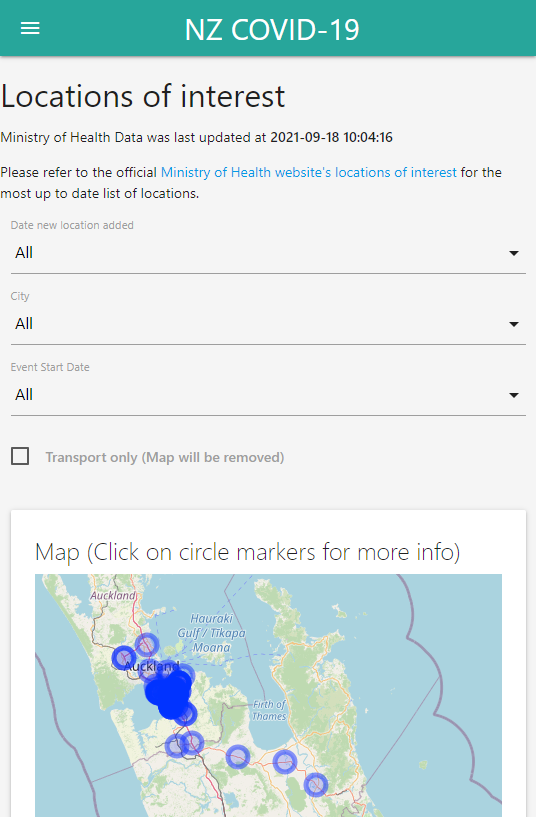 NZ COVID-19
Locations of interest
Ministry of Health Data was last updated at 2021-09-18 10:04:16
Please refer to the official Ministry of Health website's locations of interest for the
most up to date list of locations.
Date new location added
All
City
All
Event Start Date
All
Transport only (Map will be removed)
Map (Click on circle markers for more info)
Auckland
Hauraki
Gulf / Tīkapa
Moana
Auckland
Firth of
Thames